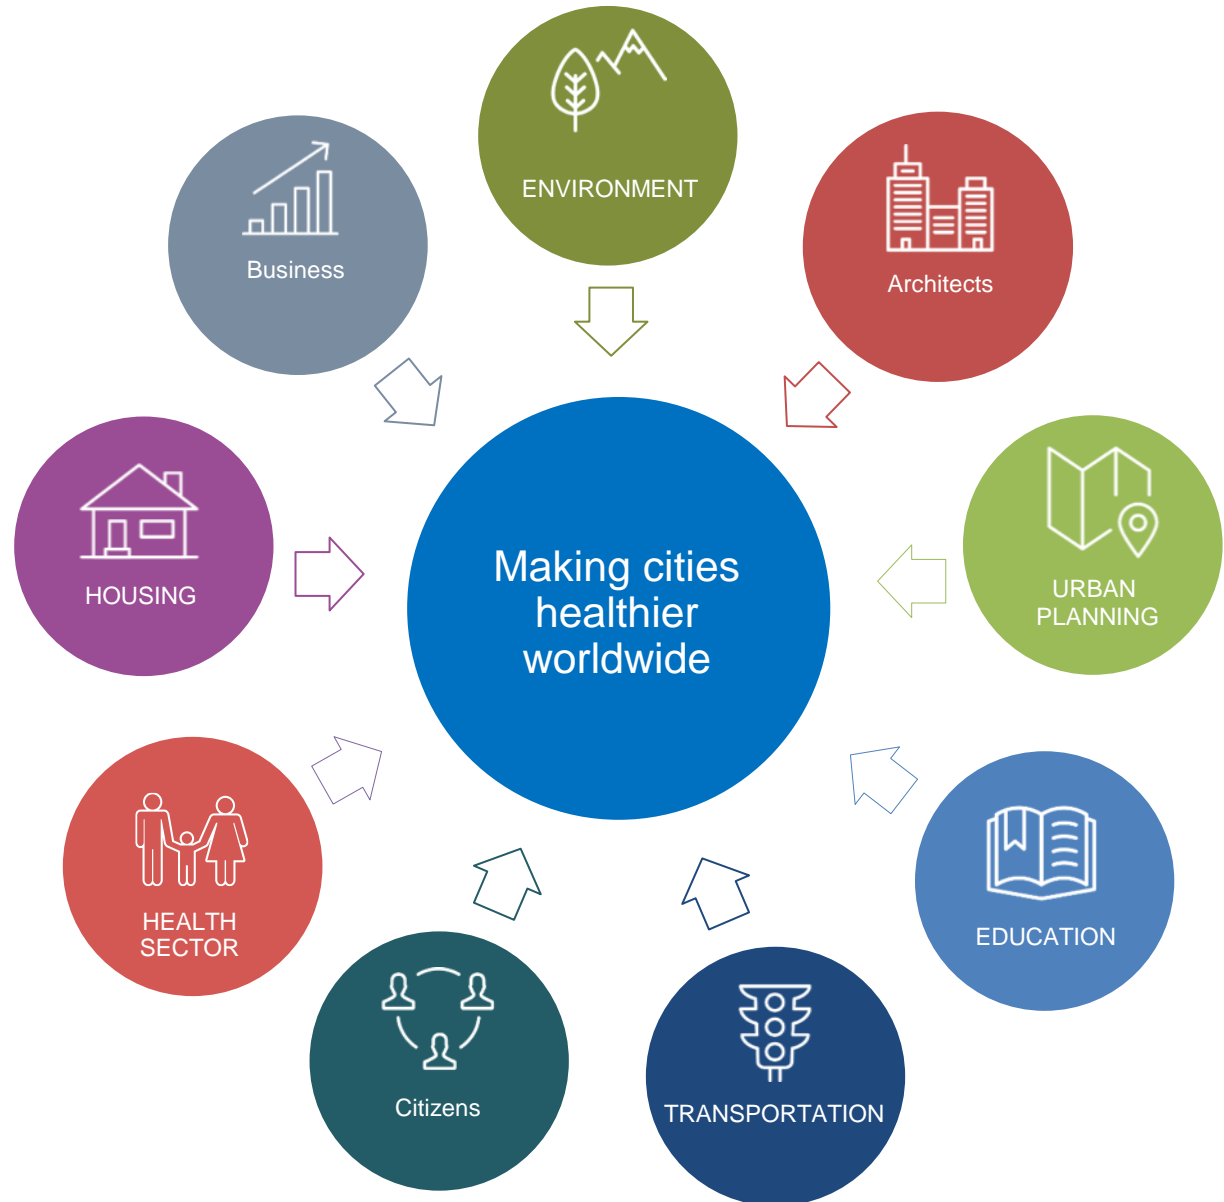 ENVIRONMENT
Business
Architects
Making cities
healthier
worldwide
HOUSING
URBAN
PLANNING
HEALTH
SECTOR
EDUCATION
Citizens
TRANSPORTATION